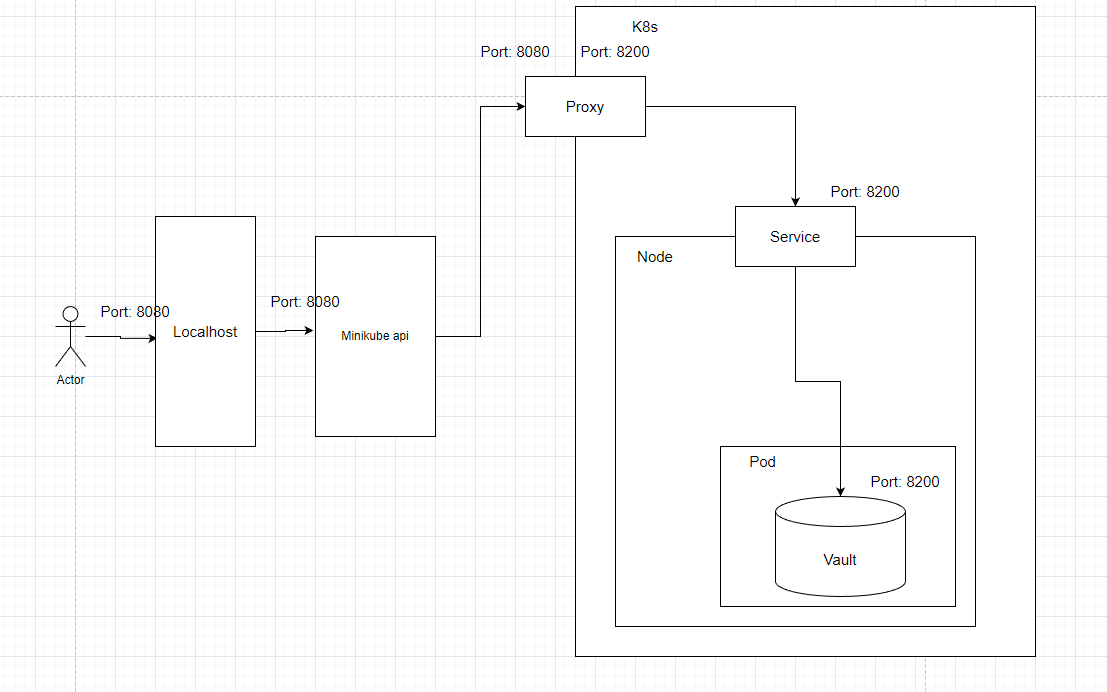 K8s
Port: 8080
Port: 8200
Proxy
Port: 8200
Service
Node
Port: 8080
Port: 8080
Localhost
Minikube api
Actor
Pod
Port: 8200
Vault